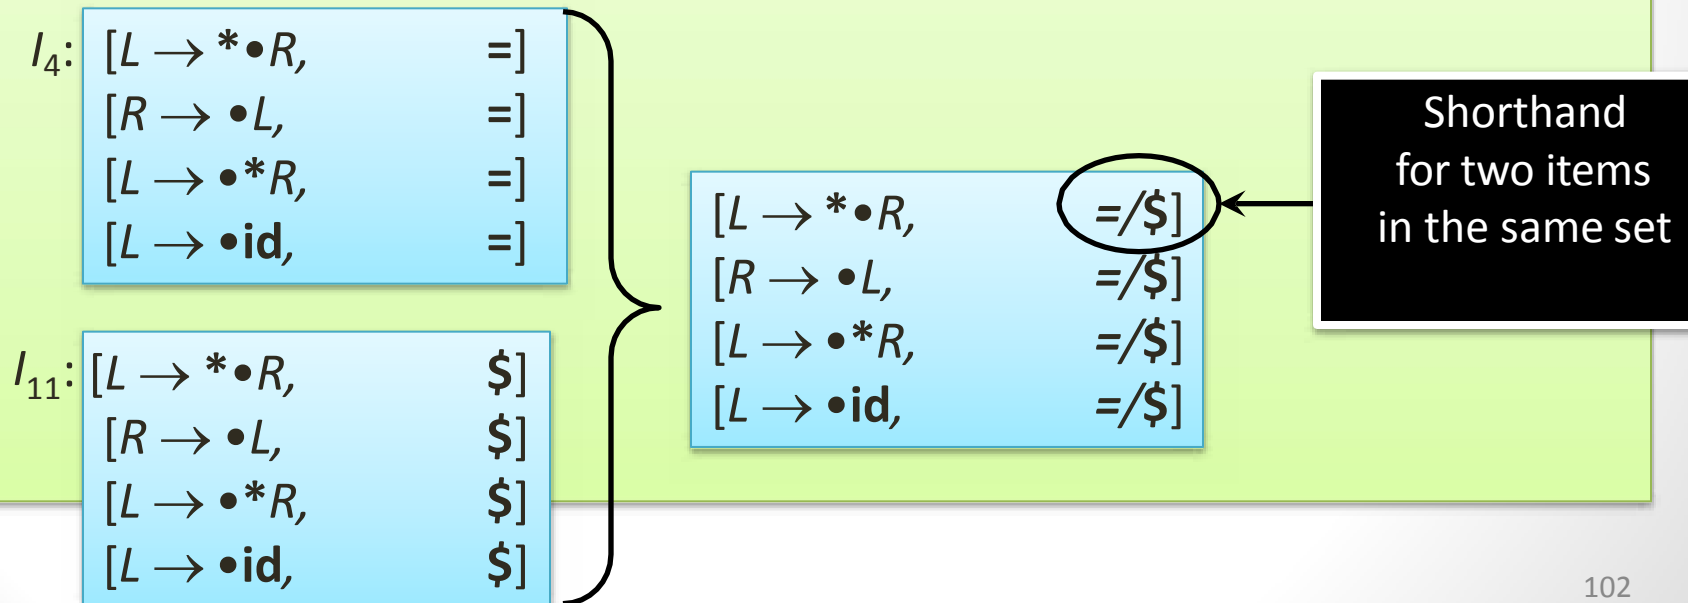 I4: [L → *•R, =]
[R → •L, =]
[L → •*R, =]
[L → •id, =]
I11: [L → *•R, $]
[R → •L, $]
[L → •*R, $]
[L → •id, $]
[L → *•R, =/$]
[R → •L, =/$]
[L → •*R, =/$]
[L → •id, =/$]
Shorthand
for two items
in the same set
102